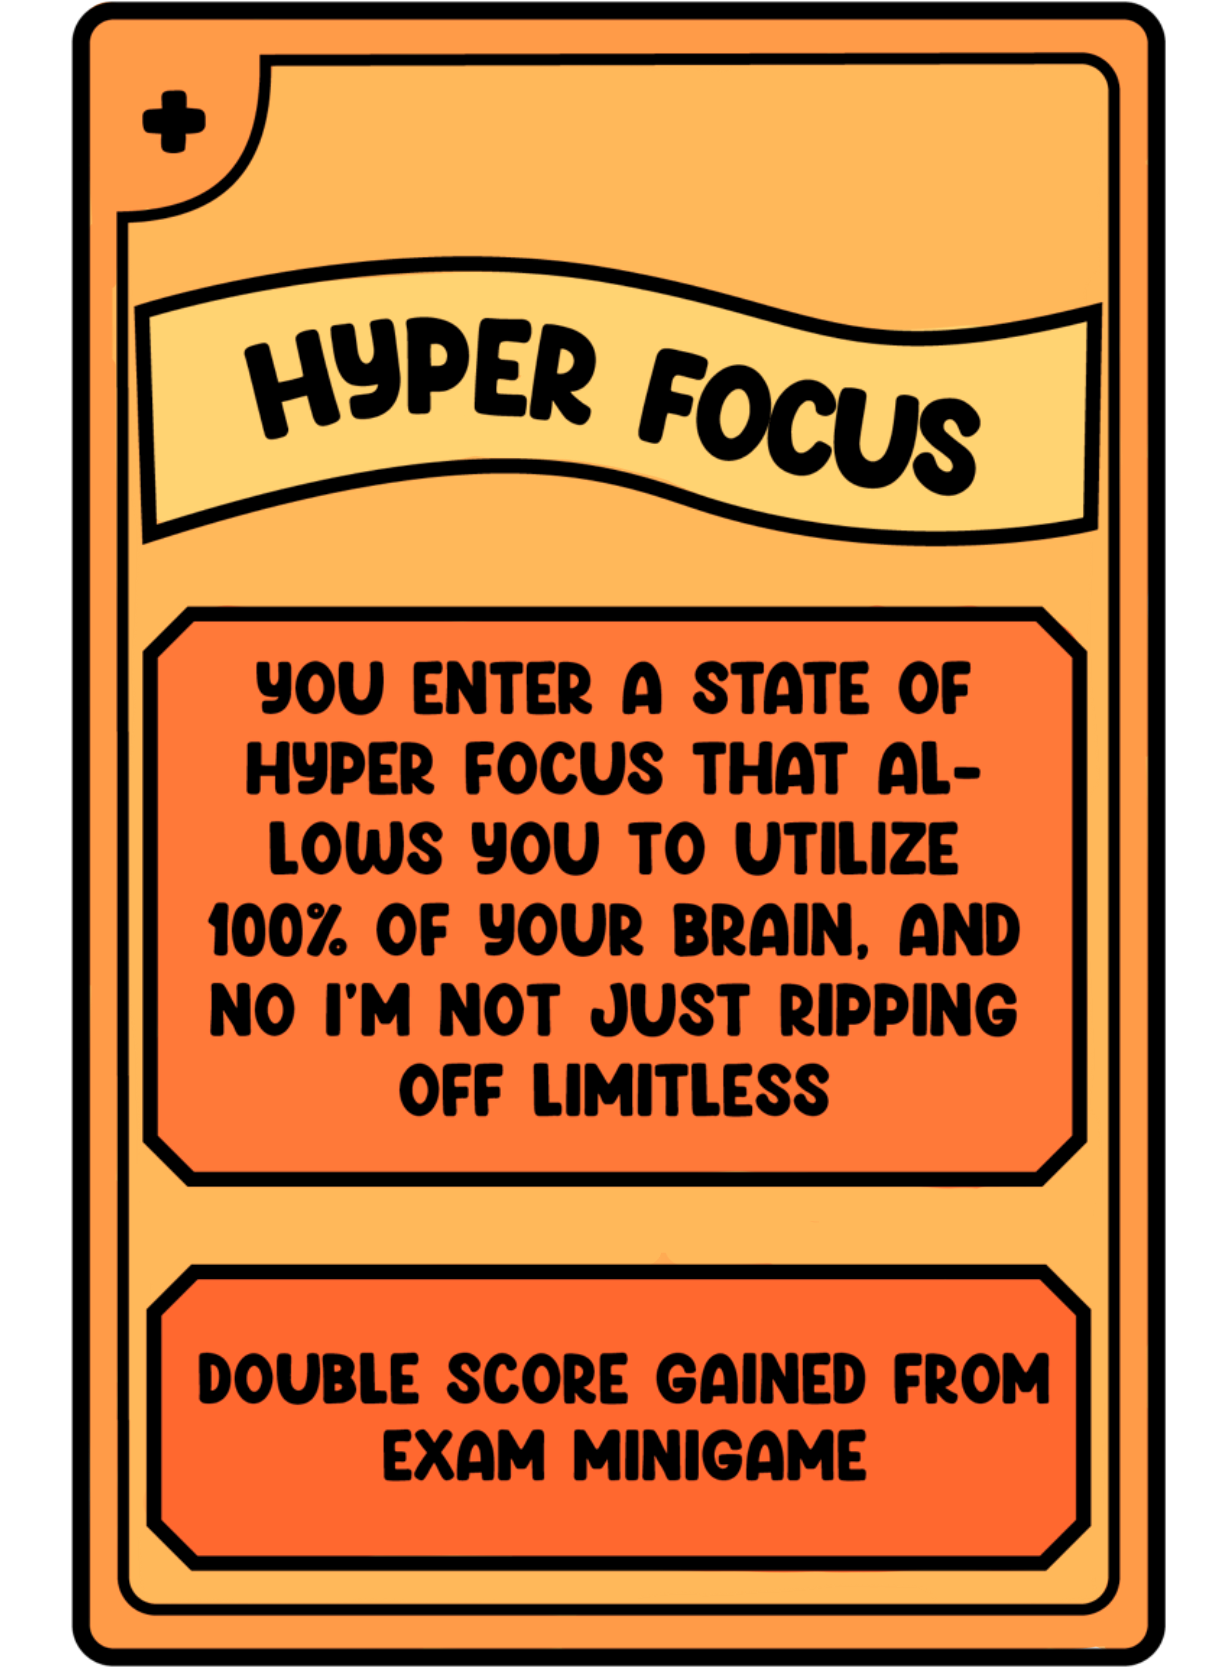 HYPER FOCUS
YOU ENTER A STATE OF
HYPER FOCUS THAT AL-
LOWS YOU TO UTILIZE
100% OF YOUR BRAIN, AND
NO I'M NOT JUST RIPPING
OFF LIMITLESS
DOUBLE SCORE GAINED FROM
EXAM MINIGAME